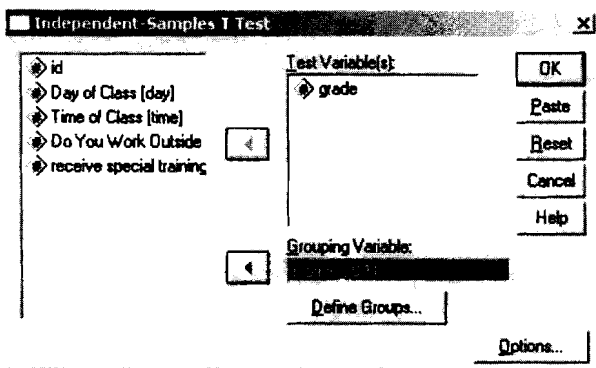 Independent-Samples T Test
id
Day of Class [day]
Time of Class [time]
Do You Work Outside
receive special training
Test Variable(s):
grade
Grouping Variable:
Define Groups...
OK
Paste
Reset
Cancel
Help
Options...